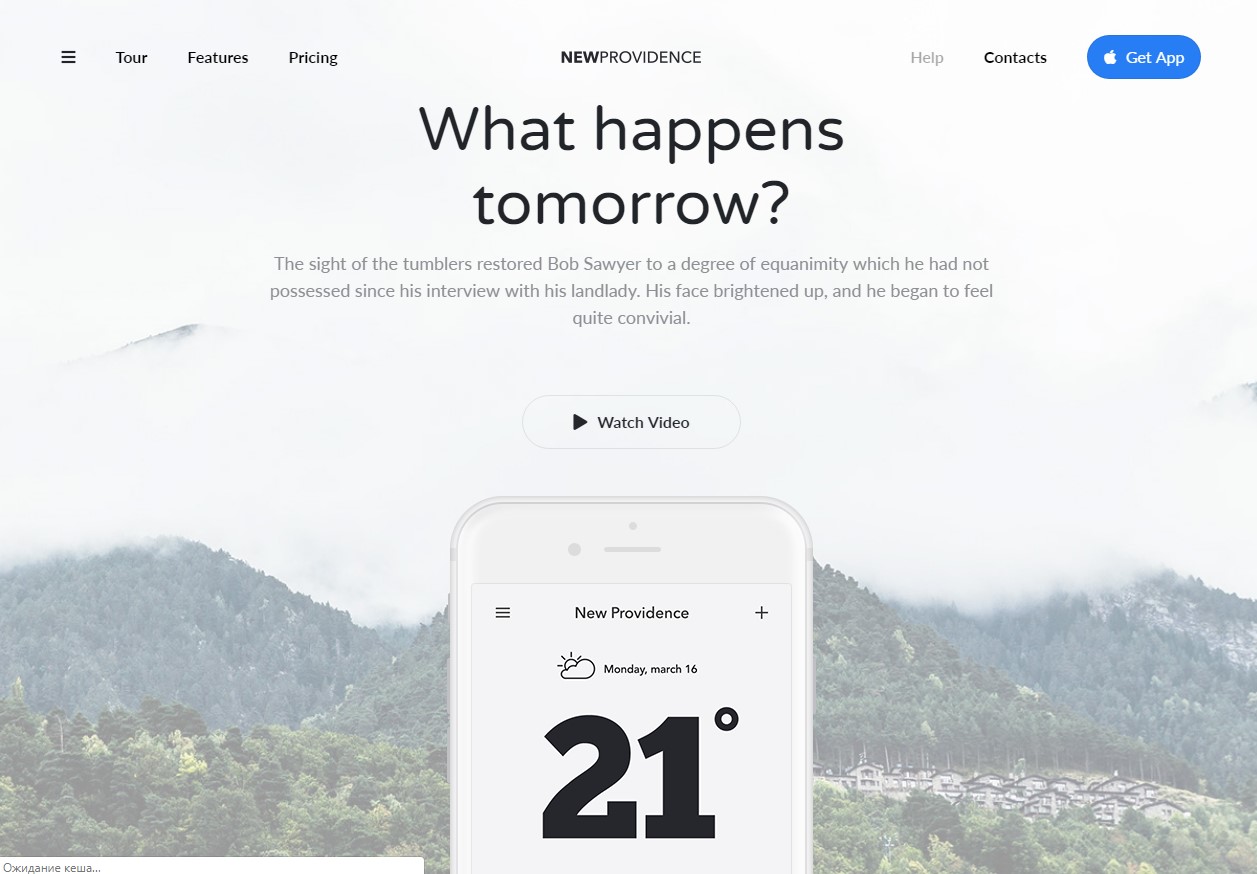 Tour Features Pricing NEWPROVIDENCE Help Contacts Get App
What happens
tomorrow?
The sight of the tumblers restored Bob Sawyer to a degree of equanimity which he had not
possessed since his interview with his landlady. His face brightened up, and he began to feel
quite convivial.
Watch Video
New Providence
Monday, march 16
21°
Ожидание кеша...